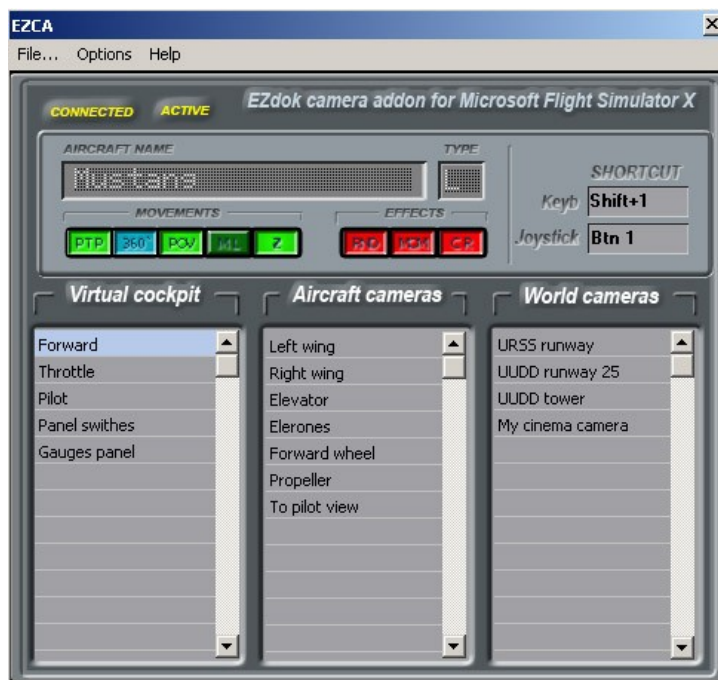 EZCA
File... Options Help
CONNECTED ACTIVE EZdok camera addon for Microsoft Flight Simulator X
AIRCRAFT NAME TYPE
Mustang L
SHORTCUT
Keyb Shift+1
Joystick Btn 1
MOVEMENTS EFFECTS
PTP 360° POV ML Z RND MCM C.P.
Virtual cockpit Aircraft cameras World cameras
Forward Left wing URSS runway
Throttle Right wing UUDD runway 25
Pilot Elevator UUDD tower
Panel swithes Elerones My cinema camera
Gauges panel Forward wheel
Propeller
To pilot view